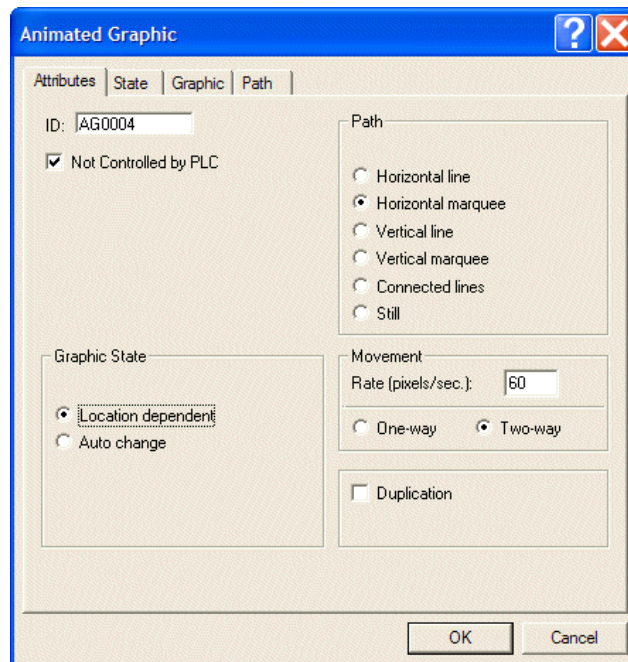 Animated Graphic
Attributes State Graphic Path
ID: AG0004
Not Controlled by PLC
Path
Horizontal line
Horizontal marquee
Vertical line
Vertical marquee
Connected lines
Still
Graphic State
Location dependent
Auto change
Movement
Rate (pixels/sec.): 60
One-way Two-way
Duplication
OK Cancel